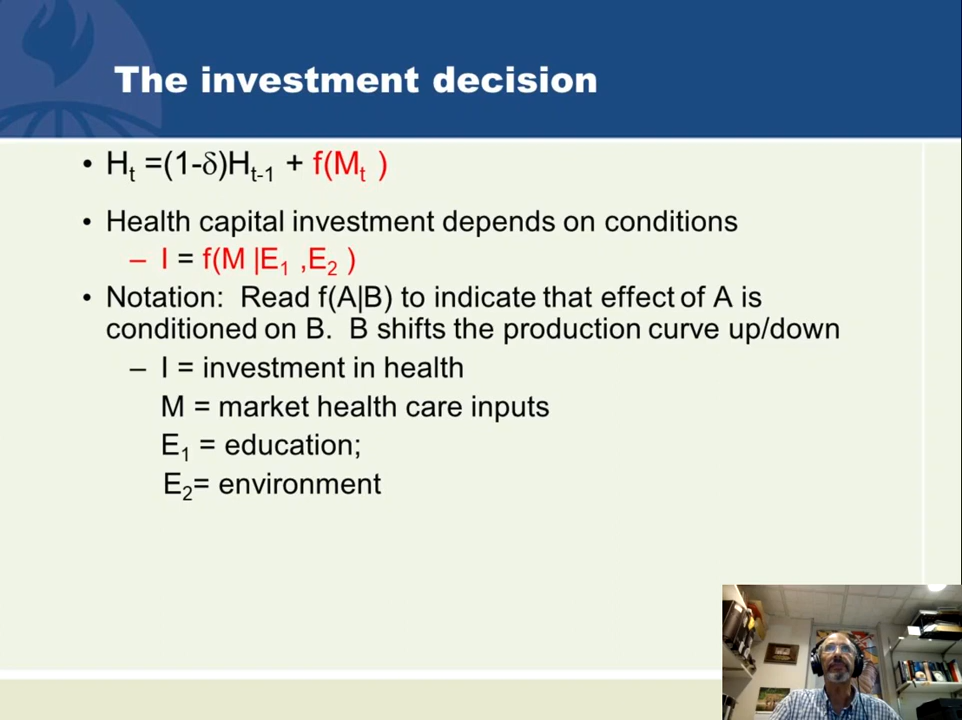 The investment decision
• Hₜ =(1-δ)Hₜ₋₁ + f(Mₜ )
• Health capital investment depends on conditions
– I = f(M |E₁ ,E₂ )
• Notation: Read f(A|B) to indicate that effect of A is
conditioned on B. B shifts the production curve up/down
– I = investment in health
M = market health care inputs
E₁ = education;
E₂= environment